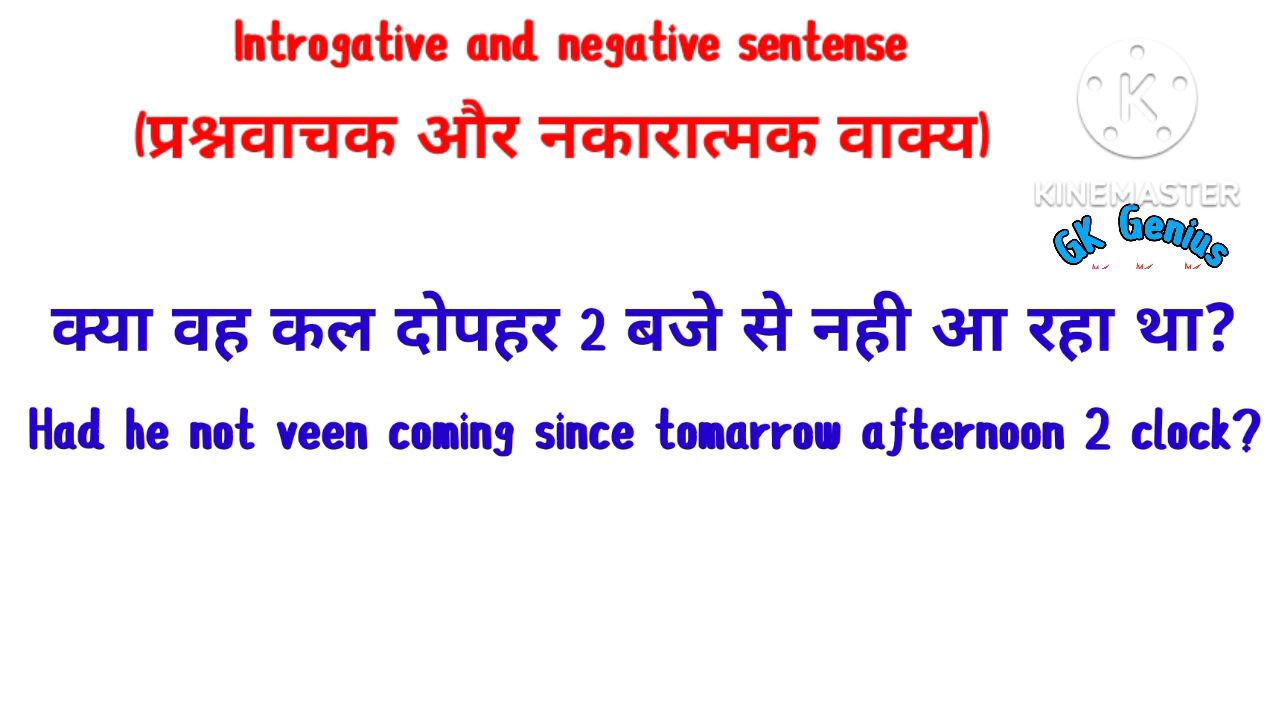 Introgative and negative sentense
(प्रश्नवाचक और नकारात्मक वाक्य)
KINEMASTER
GK Genius
क्या वह कल दोपहर 2 बजे से नही आ रहा था?
Had he not veen coming since tomarrow afternoon 2 clock?